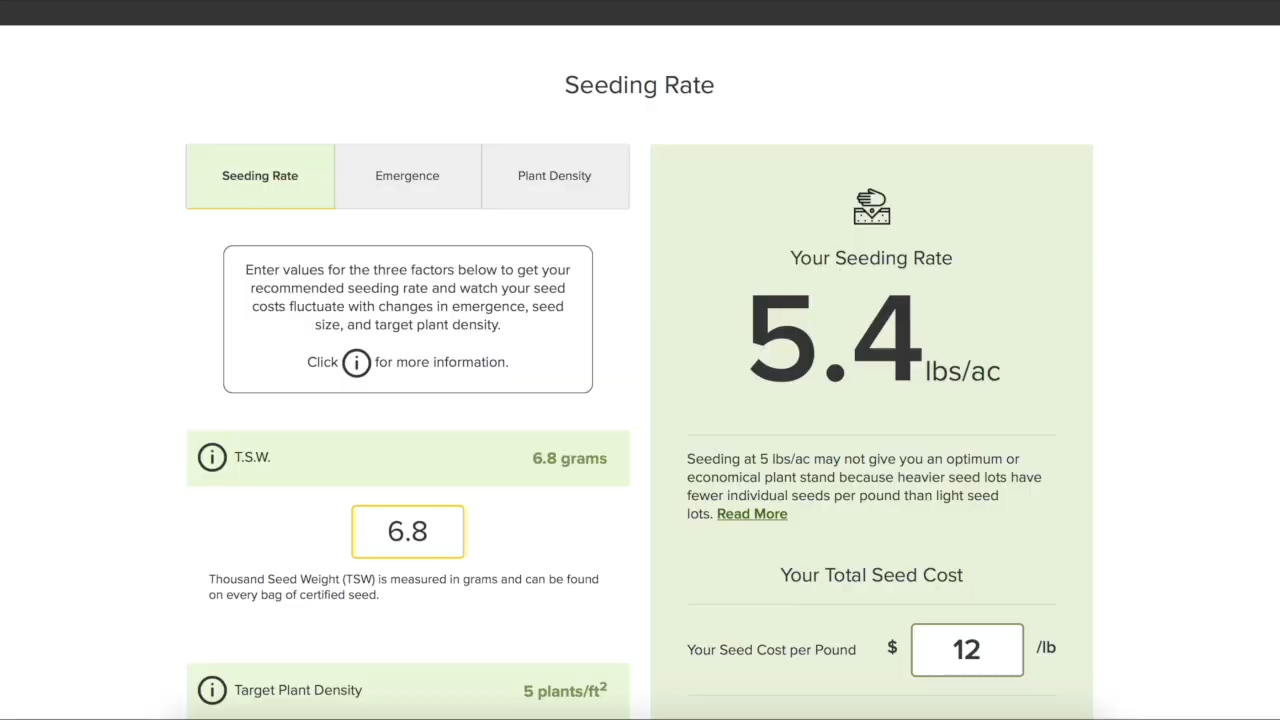 Seeding Rate
Seeding Rate
Emergence
Plant Density
Enter values for the three factors below to get your
recommended seeding rate and watch your seed
costs fluctuate with changes in emergence, seed
size, and target plant density.
Click i for more information.
i T.S.W.
6.8 grams
6.8
Thousand Seed Weight (TSW) is measured in grams and can be found
on every bag of certified seed.
i Target Plant Density
5 plants/ft²
Your Seeding Rate
5.4 lbs/ac
Seeding at 5 lbs/ac may not give you an optimum or
economical plant stand because heavier seed lots have
fewer individual seeds per pound than light seed
lots. Read More
Your Total Seed Cost
Your Seed Cost per Pound $ 12 /lb